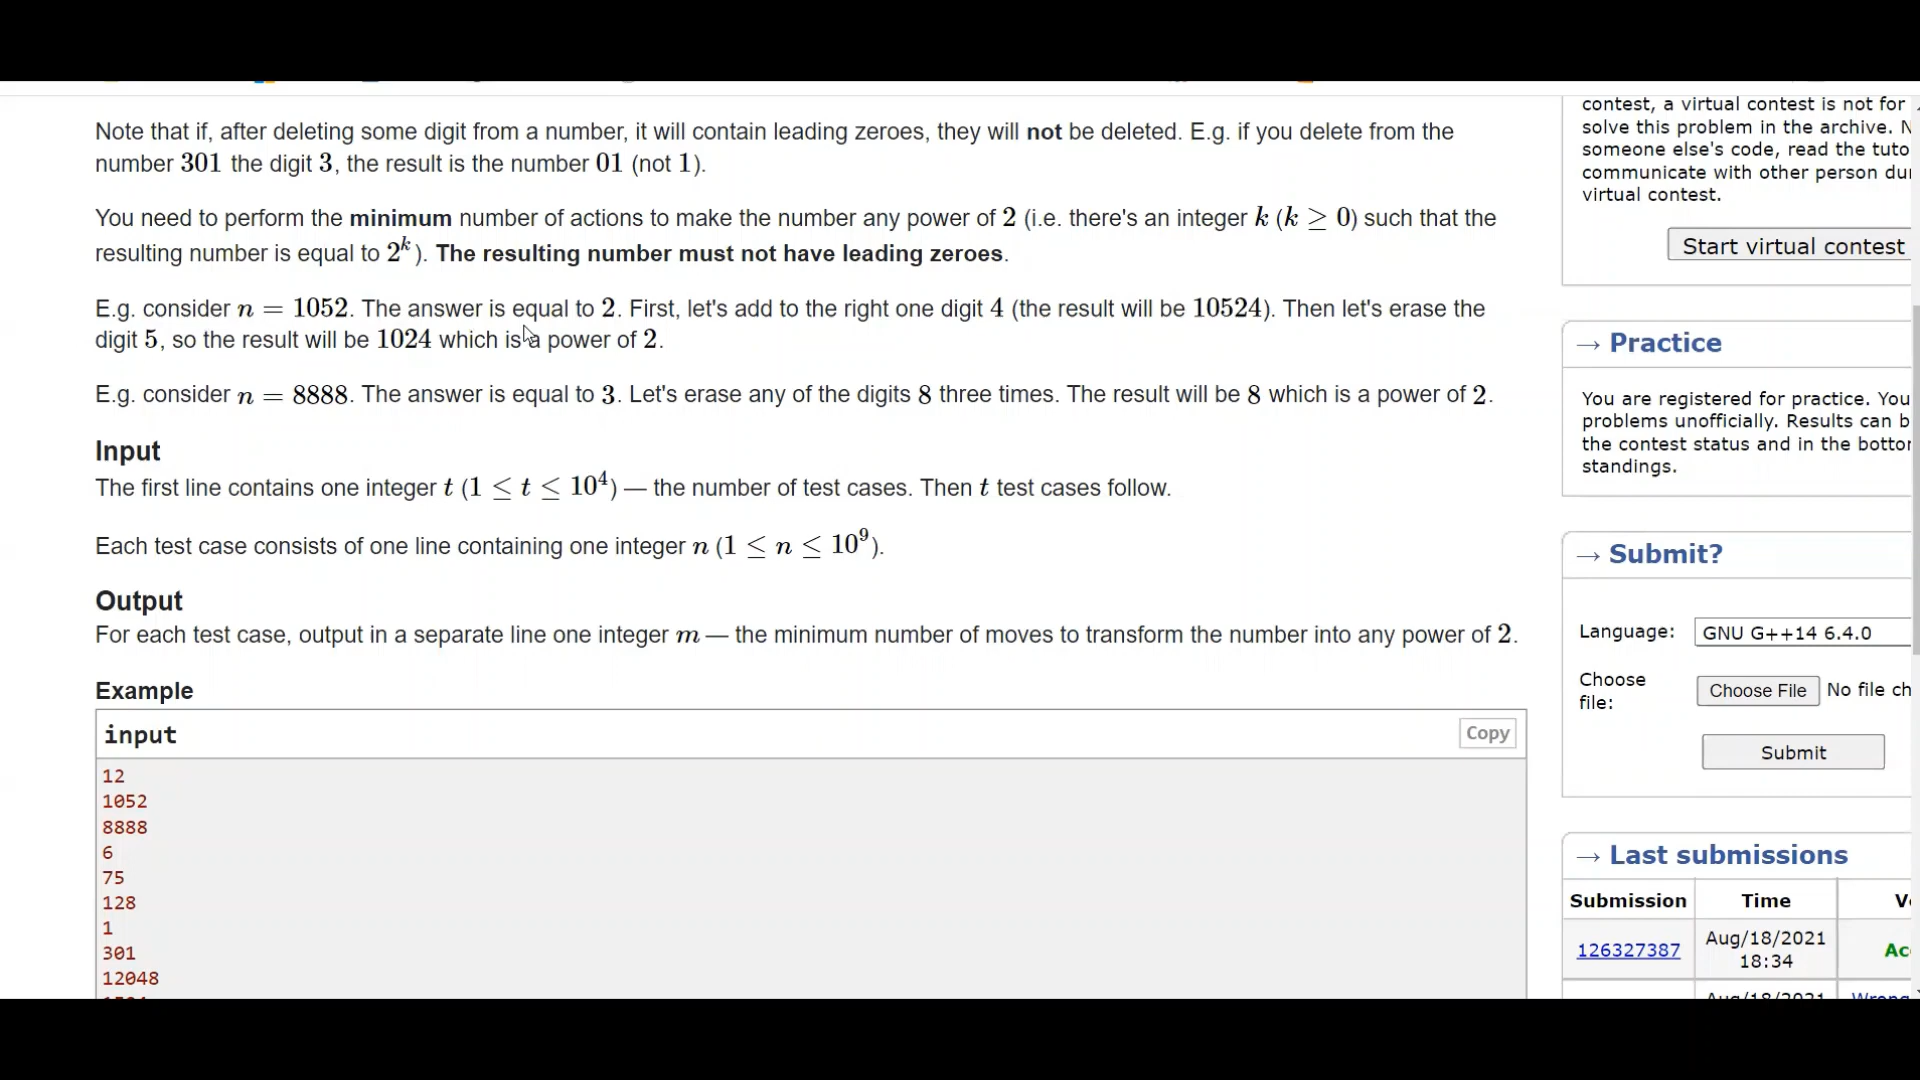 Note that if, after deleting some digit from a number, it will contain leading zeroes, they will not be deleted. E.g. if you delete from the
number 301 the digit 3, the result is the number 01 (not 1).
You need to perform the minimum number of actions to make the number any power of 2 (i.e. there's an integer k (k ≥ 0) such that the
resulting number is equal to 2^k). The resulting number must not have leading zeroes.
E.g. consider n = 1052. The answer is equal to 2. First, let's add to the right one digit 4 (the result will be 10524). Then let's erase the
digit 5, so the result will be 1024 which is a power of 2.
E.g. consider n = 8888. The answer is equal to 3. Let's erase any of the digits 8 three times. The result will be 8 which is a power of 2.
Input
The first line contains one integer t (1 ≤ t ≤ 10^4) — the number of test cases. Then t test cases follow.
Each test case consists of one line containing one integer n (1 ≤ n ≤ 10^9).
Output
For each test case, output in a separate line one integer m — the minimum number of moves to transform the number into any power of 2.
Example
input
Copy
12
1052
8888
6
75
128
1
301
12048
contest, a virtual contest is not for
solve this problem in the archive. N
someone else's code, read the tuto
communicate with other person du
virtual contest.
Start virtual contest
→ Practice
You are registered for practice. You
problems unofficially. Results can b
the contest status and in the bottor
standings.
→ Submit?
Language: GNU G++14 6.4.0
Choose
file:
Choose File No file ch
Submit
→ Last submissions
Submission Time V
126327387 Aug/18/2021
18:34
Ac